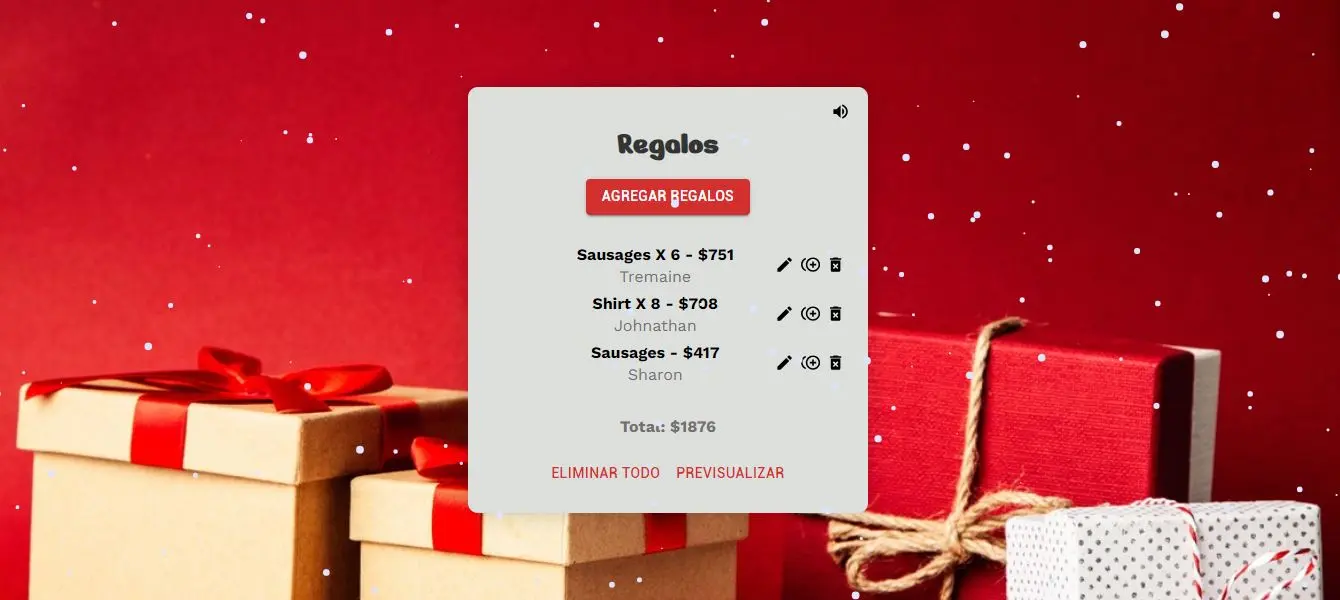 Regalos
AGREGAR REGALOS
Sausages X 6 - $751
Tremaine
Shirt X 8 - $708
Johnathan
Sausages - $417
Sharon
Total: $1876
ELIMINAR TODO PREVISUALIZAR